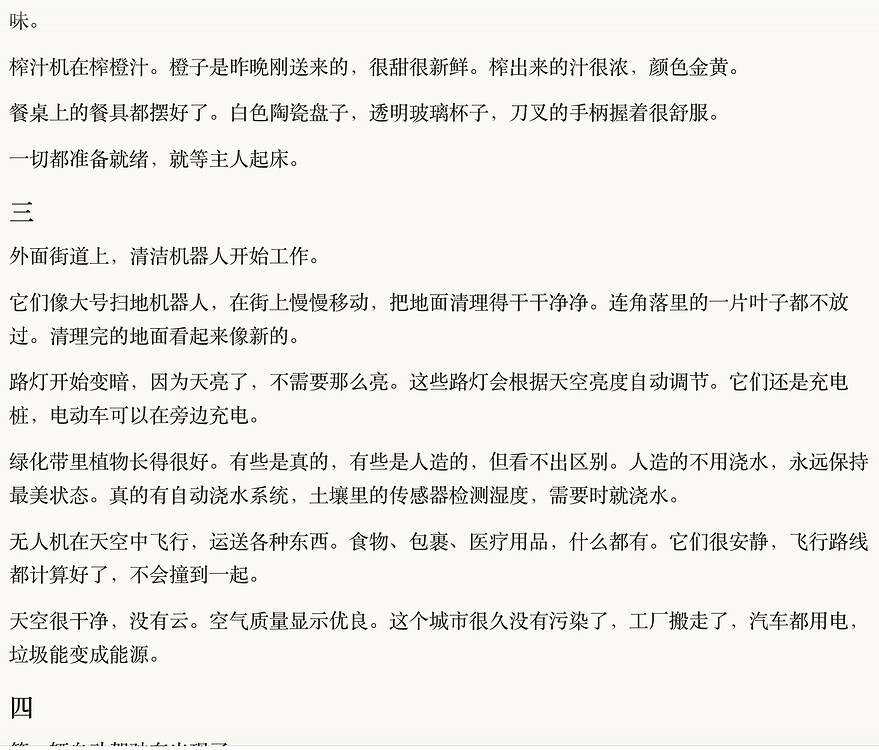 味。
榨汁机在榨橙汁。橙子是昨晚刚送来的，很甜很新鲜。榨出来的汁很浓，颜色金黄。
餐桌上的餐具都摆好了。白色陶瓷盘子，透明玻璃杯子，刀叉的手柄握着很舒服。
一切都准备就绪，就等主人起床。
三
外面街道上，清洁机器人开始工作。
它们像大号扫地机器人，在街上慢慢移动，把地面清理得干干净净。连角落里的一片叶子都不放
过。清理完的地面看起来像新的。
路灯开始变暗，因为天亮了，不需要那么亮。这些路灯会根据天空亮度自动调节。它们还是充电
桩，电动车可以在旁边充电。
绿化带里植物长得很好。有些是真的，有些是人造的，但看不出区别。人造的不用浇水，永远保持
最美状态。真的有自动浇水系统，土壤里的传感器检测湿度，需要时就浇水。
无人机在天空中飞行，运送各种东西。食物、包裹、医疗用品，什么都有。它们很安静，飞行路线
都计算好了，不会撞到一起。
天空很干净，没有云。空气质量显示优良。这个城市很久没有污染了，工厂搬走了，汽车都用电，
垃圾能变成能源。
四